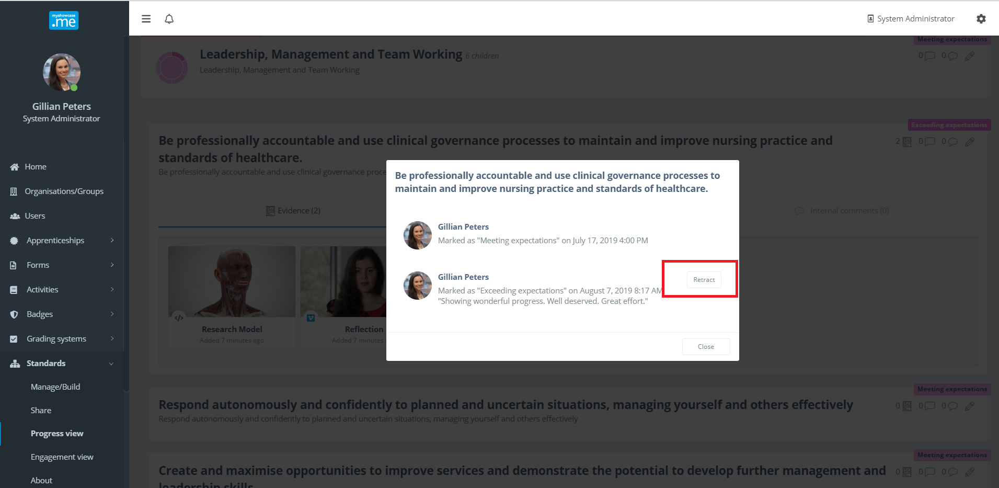 myshowcase
.me
System Administrator
Gillian Peters
System Administrator
Home
Organisations/Groups
Users
Apprenticeships
Forms
Activities
Badges
Grading systems
Standards
Manage/Build
Share
Progress view
Engagement view
About
Meeting expectations
Leadership, Management and Team Working 6 children
0 0
Leadership, Management and Team Working
Exceeding expectations
Be professionally accountable and use clinical governance processes to maintain and improve nursing practice and
2 0 0
standards of healthcare.
Be professionally accountable and use clinical governance proce
Evidence (2)
Internal comments (0)
Research Model
Added 7 minutes ago
Reflection
Added 7 minutes
Be professionally accountable and use clinical governance processes to
maintain and improve nursing practice and standards of healthcare.
Gillian Peters
Marked as "Meeting expectations" on July 17, 2019 4:00 PM
Gillian Peters
Marked as "Exceeding expectations" on August 7, 2019 8:17 AM
"Showing wonderful progress. Well deserved. Great effort."
Retract
Close
Meeting expectations
Respond autonomously and confidently to planned and uncertain situations, managing yourself and others effectively
0 0 0
Respond autonomously and confidently to planned and uncertain situations, managing yourself and others effectively
Meeting expectations
Create and maximise opportunities to improve services and demonstrate the potential to develop further management and
0 0 0
leadership skills